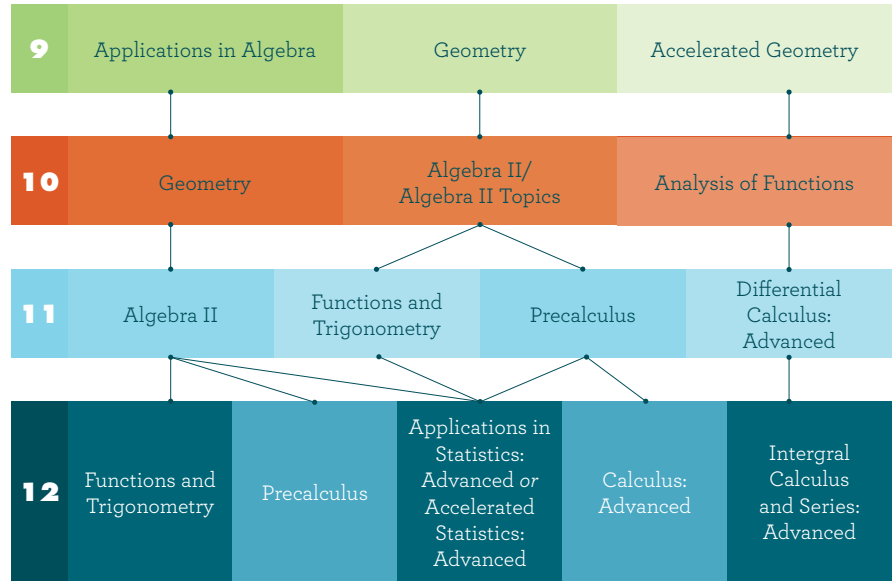 9
Applications in Algebra
Geometry
Accelerated Geometry
10
Geometry
Algebra II/
Algebra II Topics
Analysis of Functions
11
Algebra II
Functions and
Trigonometry
Precalculus
Differential
Calculus:
Advanced
12
Functions and
Trigonometry
Precalculus
Applications in
Statistics:
Advanced or
Accelerated
Statistics:
Advanced
Calculus:
Advanced
Intergral
Calculus
and Series:
Advanced